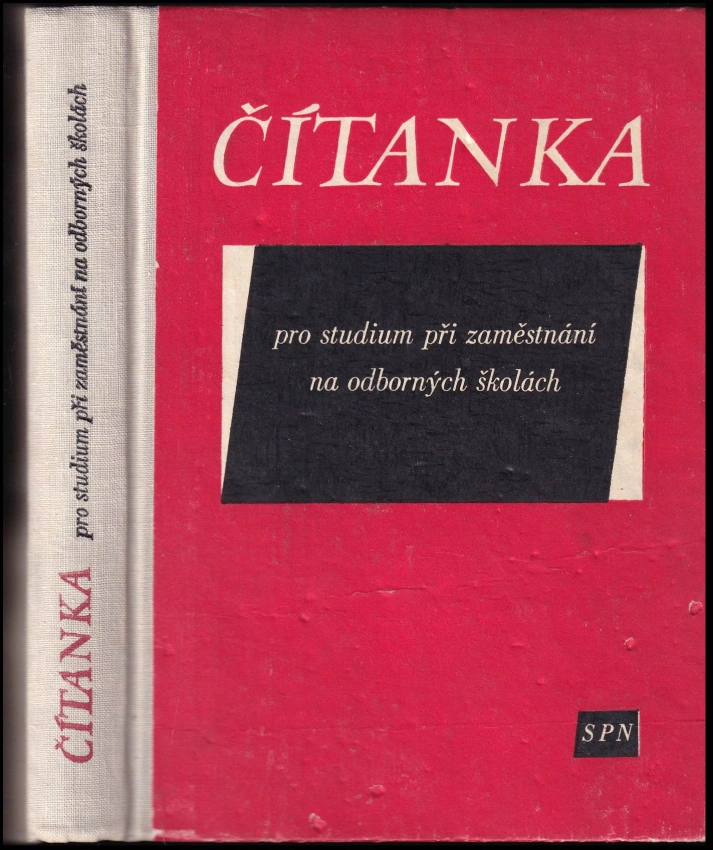 ČÍTANKA pro studium při zaměstnání na odborných školách
ČÍTANKA
pro studium při zaměstnání
na odborných školách
SPN